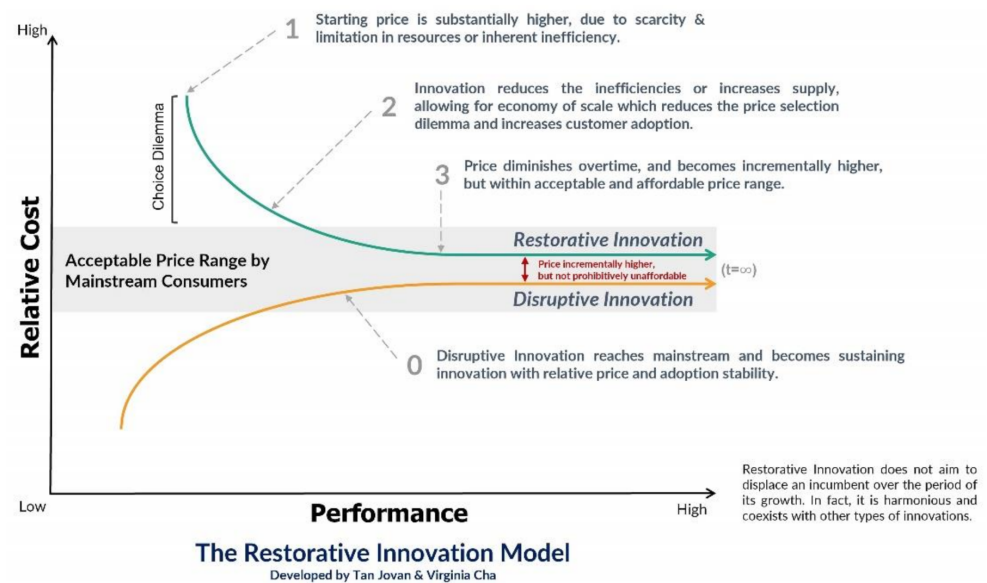 High
1
Starting price is substantially higher, due to scarcity &
limitation in resources or inherent inefficiency.
2
Innovation reduces the inefficiencies or increases supply,
allowing for economy of scale which reduces the price selection
dilemma and increases customer adoption.
Choice Dilemma
3
Price diminishes overtime, and becomes incrementally higher,
but within acceptable and affordable price range.
Relative Cost
Acceptable Price Range by
Mainstream Consumers
Restorative Innovation
Price incrementally higher,
but not prohibitively unaffordable
(t=∞)
Disruptive Innovation
0
Disruptive Innovation reaches mainstream and becomes sustaining
innovation with relative price and adoption stability.
Low
Performance
High
Restorative Innovation does not aim to
displace an incumbent over the period of
its growth. In fact, it is harmonious and
coexists with other types of innovations.
The Restorative Innovation Model
Developed by Tan Jovan & Virginia Cha